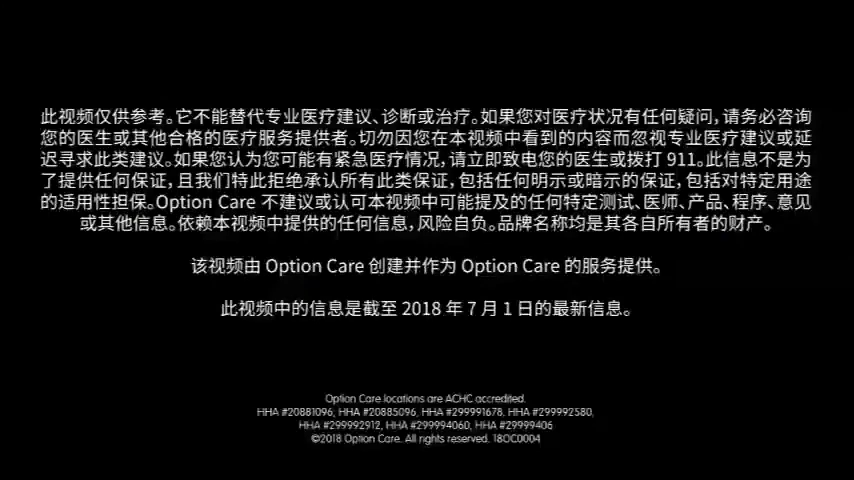 此视频仅供参考。它不能替代专业医疗建议、诊断或治疗。如果您对医疗状况有任何疑问，请务必咨询
您的医生或其他合格的医疗服务提供者。切勿因您在本视频中看到的内容而忽视专业医疗建议或延
迟寻求此类建议。如果您认为您可能有紧急医疗情况，请立即致电您的医生或拨打 911。此信息不是为
了提供任何保证，且我们特此拒绝承认所有此类保证，包括任何明示或暗示的保证，包括对特定用途
的适用性担保。Option Care 不建议或认可本视频中可能提及的任何特定测试、医师、产品、程序、意见
或其他信息。依赖本视频中提供的任何信息，风险自负。品牌名称均是其各自所有者的财产。
该视频由 Option Care 创建并作为 Option Care 的服务提供。
此视频中的信息是截至 2018 年 7 月 1 日的最新信息。
Option Care locations are ACHC accredited.
HHA #20881096, HHA #20885096, HHA #299991678, HHA #299992580,
HHA #299992912, HHA #299994060, HHA #29999406
©2018 Option Care. All rights reserved. 18OC0004